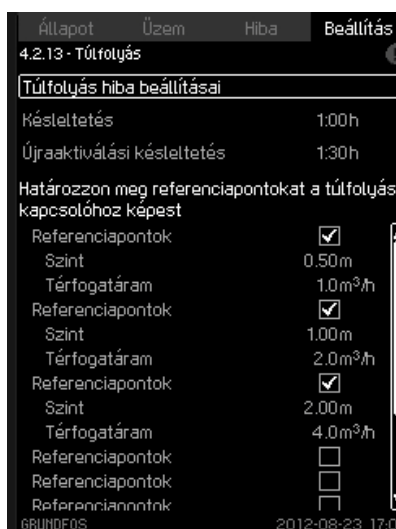 Állapot Üzem Hiba Beállítás
4.2.13 - Túlfolyás
Túlfolyás hiba beállításai
Késleltetés 1:00h
Újraaktiválási késleltetés 1:30h
Határozzon meg referenciapontokat a túlfolyás
kapcsolóhoz képest
Referenciapontok
Szint 0.50m
Térfogatáram 1.0m³/h
Referenciapontok
Szint 1.00m
Térfogatáram 2.0m³/h
Referenciapontok
Szint 2.00m
Térfogatáram 4.0m³/h
Referenciapontok
Referenciapontok
Referenciapontok
GRUNDFOS 2012-08-23